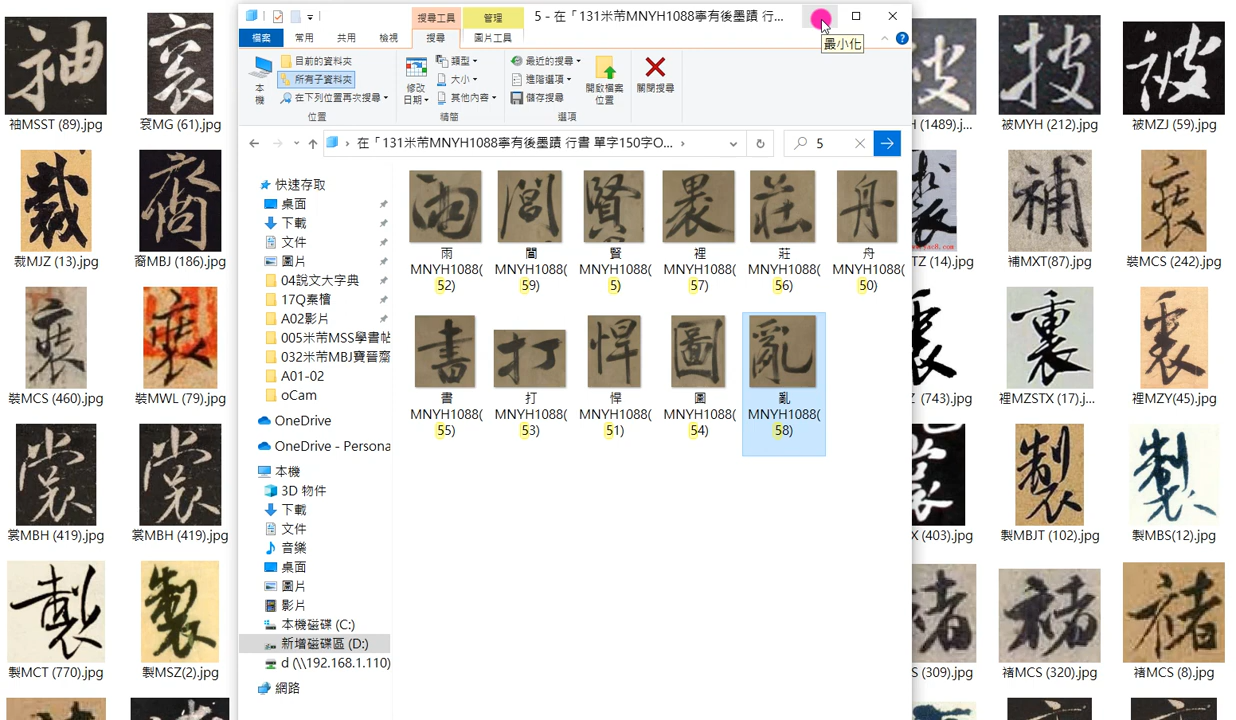 5 - 在「131米芾MNYH1088寧有後墨蹟 行...
搜尋工具
管理
檔案
常用
共用
檢視
搜尋
圖片工具
最小化
本機
目前的資料夾
所有子資料夾
在下列位置再次搜尋
位置
修改日期
類型
大小
其他內容
精簡
最近的搜尋
進階選項
儲存搜尋
選項
開啟檔案位置
關閉搜尋
在「131米芾MNYH1088寧有後墨蹟 行書 單字150字O...
5
快速存取
桌面
下載
文件
圖片
04說文大字典
17Q集檜
A02影片
005米芾MSS學書帖
032米芾MBJ寶晉齋
A01-02
oCam
OneDrive
OneDrive - Persona
本機
3D 物件
下載
文件
音樂
桌面
圖片
影片
本機磁碟 (C:)
新增磁碟區 (D:)
d (\\192.168.1.110)
網路
雨
MNYH1088(
52)
閶
MNYH1088(
59)
賢
MNYH1088(
5)
裡
MNYH1088(
57)
莊
MNYH1088(
56)
舟
MNYH1088(
50)
書
MNYH1088(
55)
打
MNYH1088(
53)
悍
MNYH1088(
51)
圖
MNYH1088(
54)
亂
MNYH1088(
58)
袖MSST (89).jpg
袞MG (61).jpg
裁MJZ (13).jpg
裔MBJ (186).jpg
裝MCS (460).jpg
裝MWL (79).jpg
裳MBH (419).jpg
裳MBH (419).jpg
製MCT (770).jpg
製MSZ(2).jpg
(1489).j...
被MYH (212).jpg
被MZJ (59).jpg
TZ (14).jpg
補MXT(87).jpg
裝MCS (242).jpg
(743).jpg
裡MZSTX (17).j...
裡MZY(45).jpg
X (403).jpg
製MBJT (102).jpg
製MBS(12).jpg
S (309).jpg
褚MCS (320).jpg
褚MCS (8).jpg